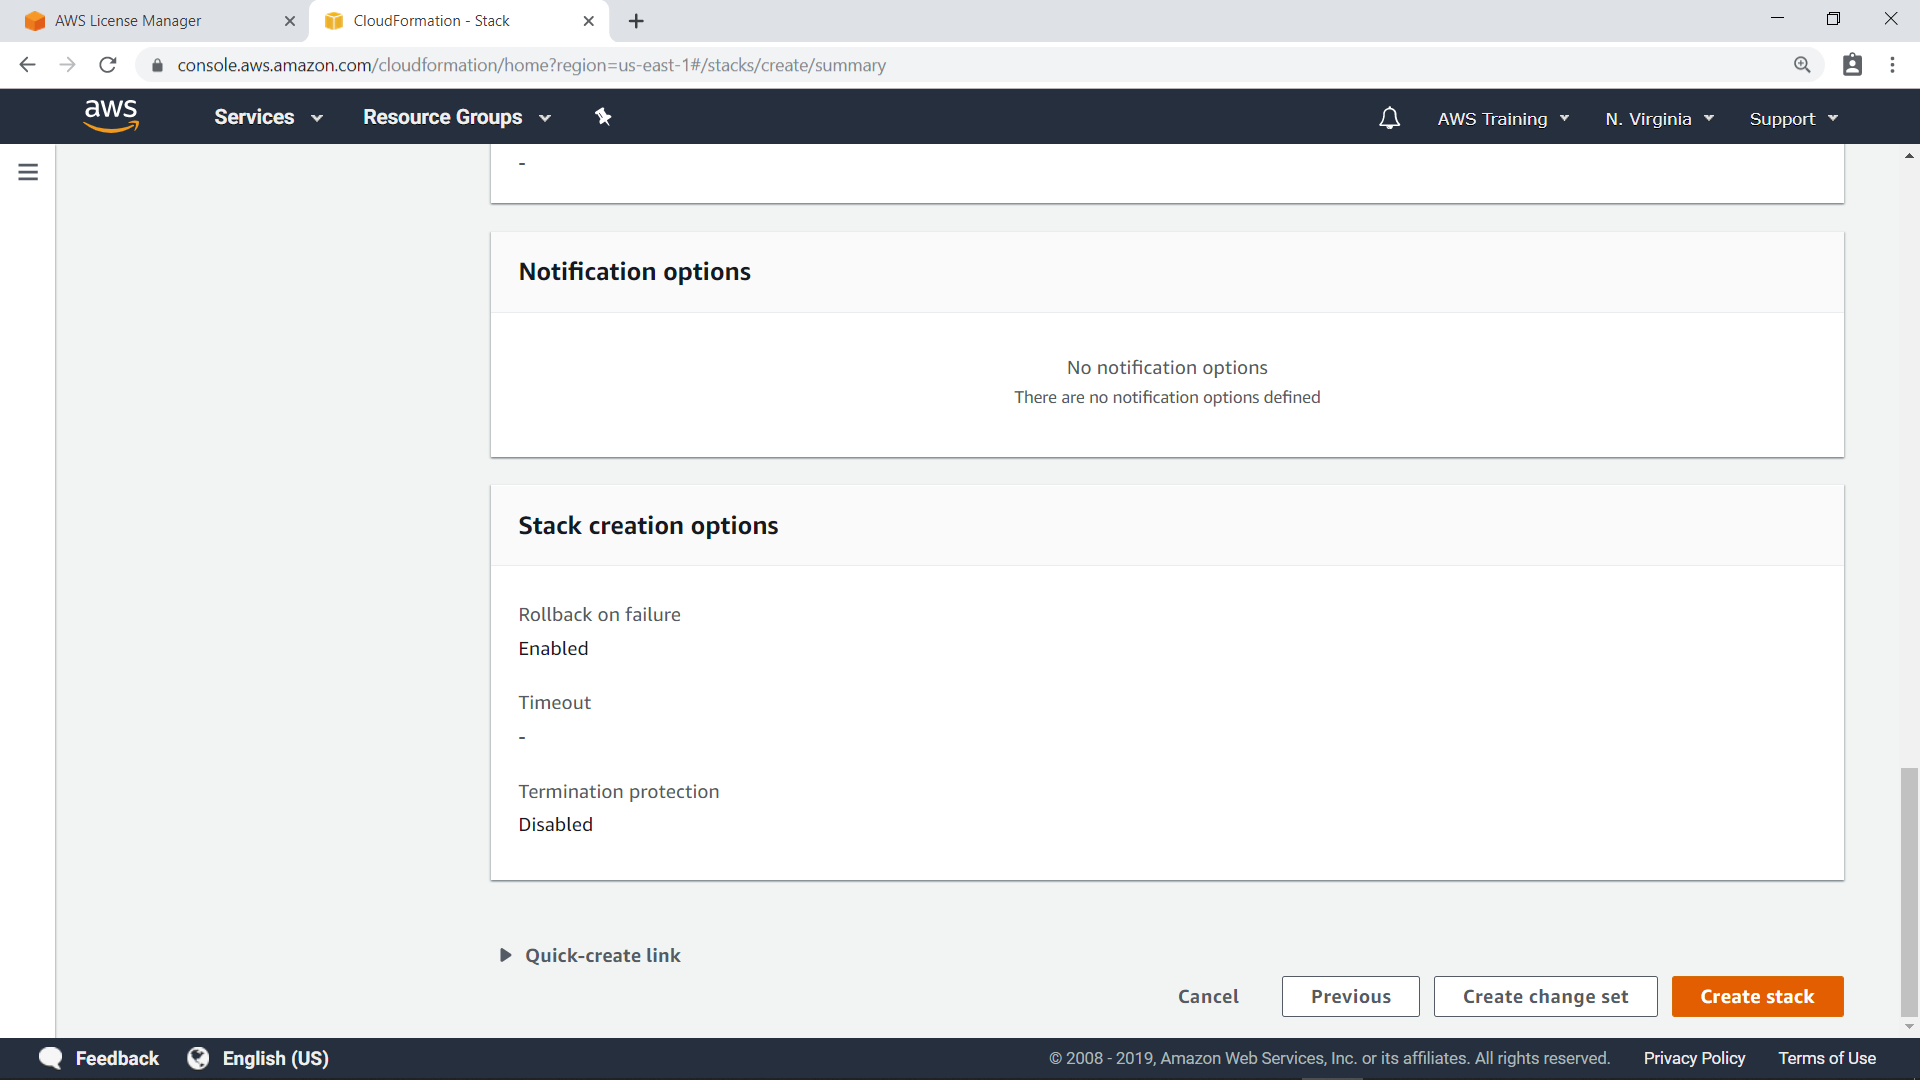 AWS License Manager
CloudFormation - Stack
console.aws.amazon.com/cloudformation/home?region=us-east-1#/stacks/create/summary
aws
Services
Resource Groups
AWS Training
N. Virginia
Support
-
Notification options
No notification options
There are no notification options defined
Stack creation options
Rollback on failure
Enabled
Timeout
-
Termination protection
Disabled
Quick-create link
Cancel
Previous
Create change set
Create stack
Feedback
English (US)
© 2008 - 2019, Amazon Web Services, Inc. or its affiliates. All rights reserved.
Privacy Policy
Terms of Use